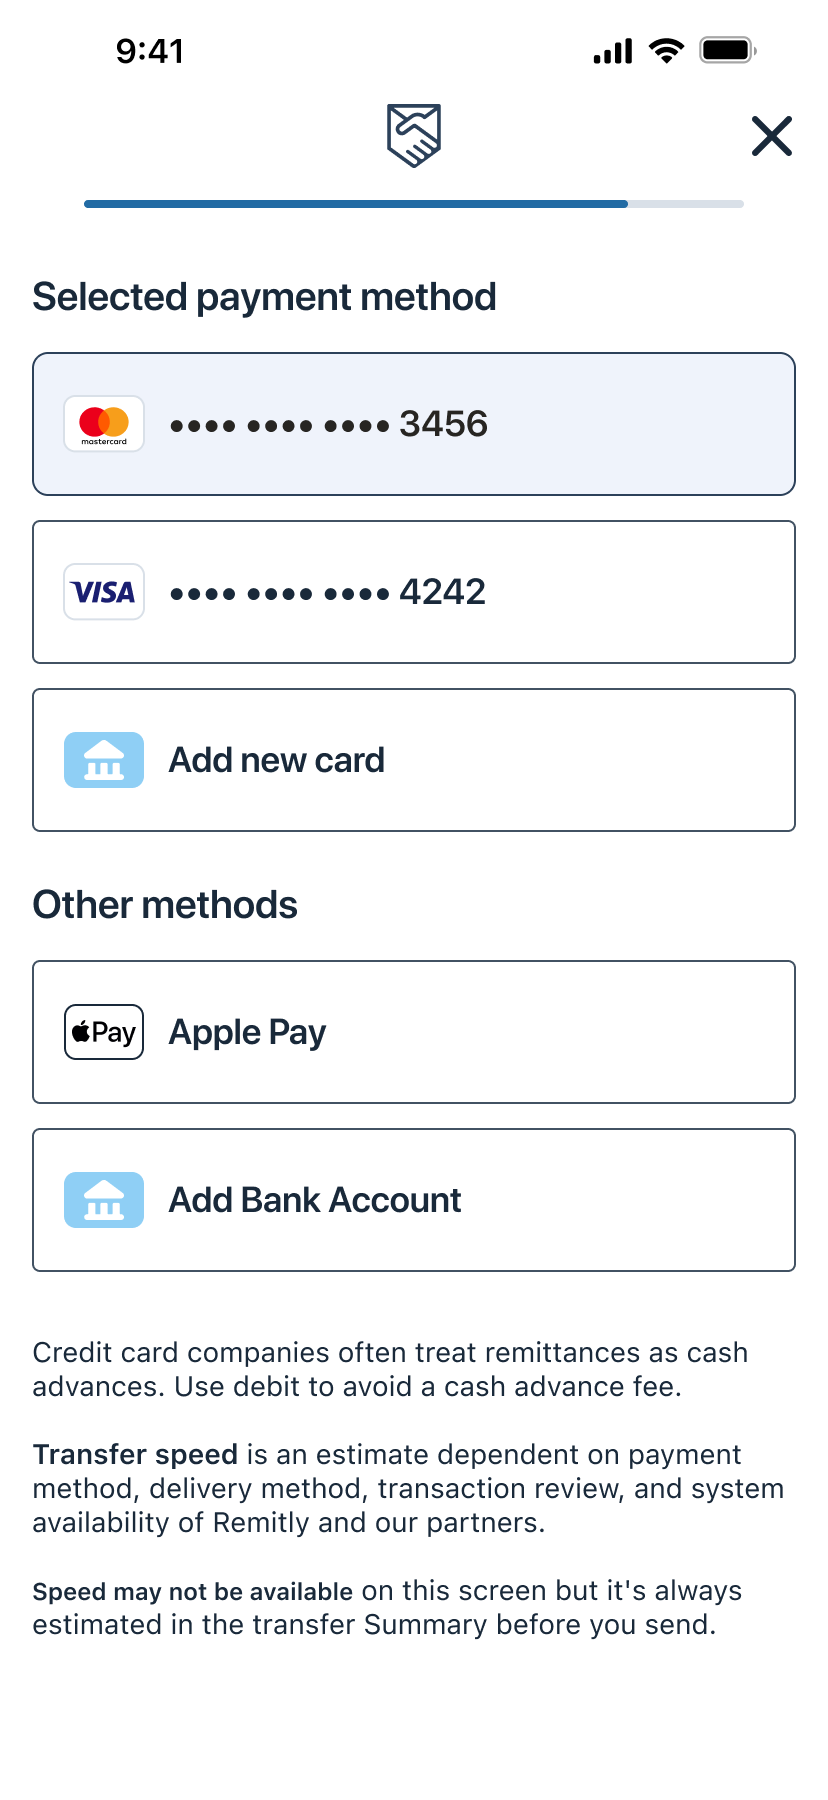 9:41
Selected payment method
mastercard
•••• •••• •••• 3456
VISA
•••• •••• •••• 4242
Add new card
Other methods
Pay
Apple Pay
Add Bank Account
Credit card companies often treat remittances as cash
advances. Use debit to avoid a cash advance fee.
Transfer speed is an estimate dependent on payment
method, delivery method, transaction review, and system
availability of Remitly and our partners.
Speed may not be available on this screen but it's always
estimated in the transfer Summary before you send.